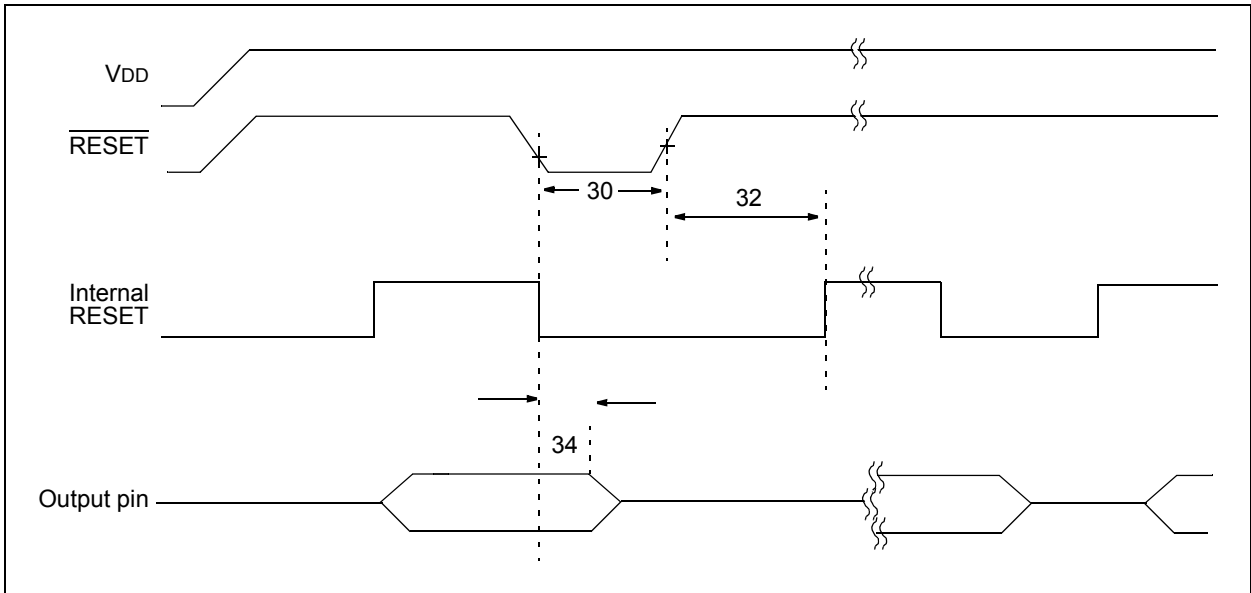 VDD
RESET
30
32
Internal
RESET
34
Output pin